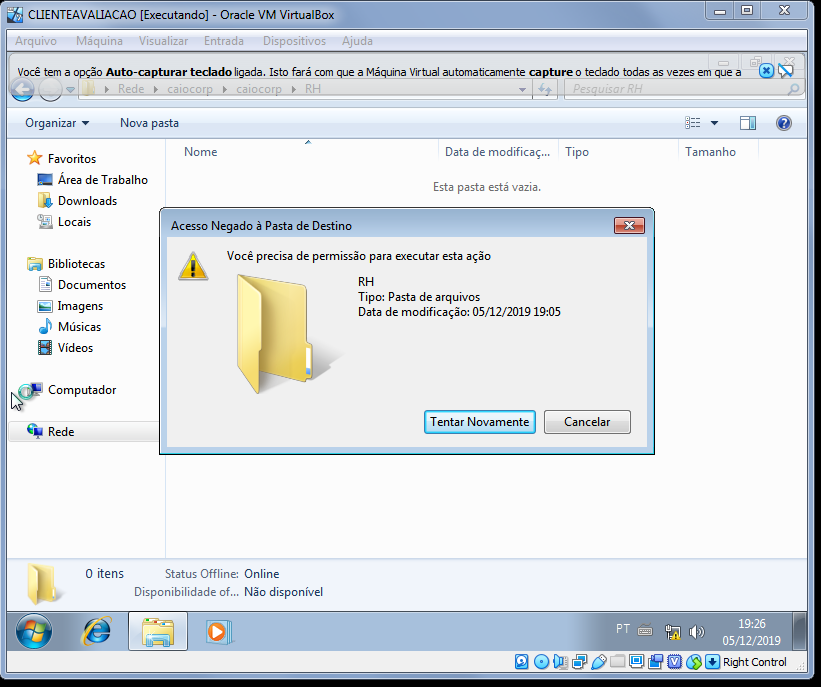 CLIENTEAVALIACAO [Executando] - Oracle VM VirtualBox
Arquivo Máquina Visualizar Entrada Dispositivos Ajuda
Você tem a opção Auto-capturar teclado ligada. Isto fará com que a Máquina Virtual automaticamente capture o teclado todas as vezes em que a
Rede caiocorp caiocorp RH Pesquisar RH
Organizar Nova pasta
Nome Data de modificaç... Tipo Tamanho
Esta pasta está vazia.
Favoritos
Área de Trabalho
Downloads
Locais
Bibliotecas
Documentos
Imagens
Músicas
Vídeos
Computador
Rede
Acesso Negado à Pasta de Destino
Você precisa de permissão para executar esta ação
RH
Tipo: Pasta de arquivos
Data de modificação: 05/12/2019 19:05
Tentar Novamente Cancelar
0 itens Status Offline: Online
Disponibilidade of... Não disponível
PT 19:26
05/12/2019
Right Control